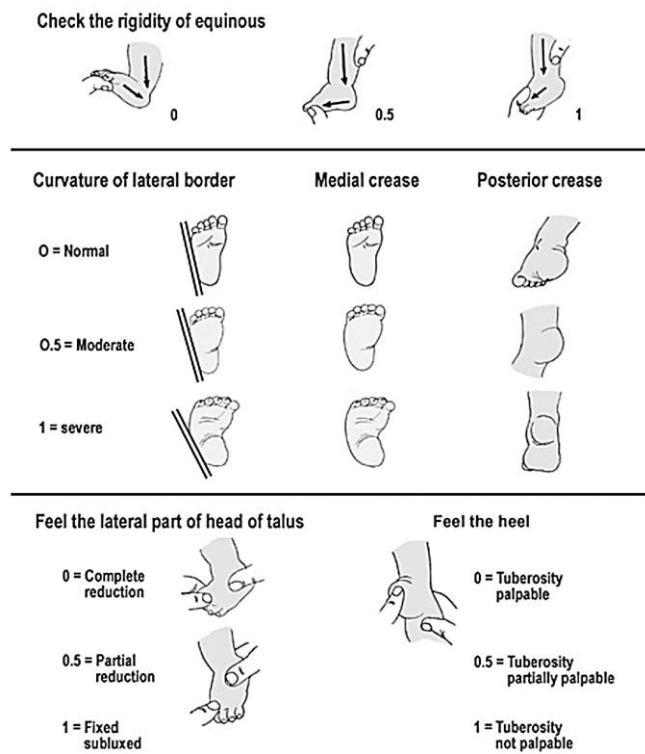 Check the rigidity of equinous
0
0.5
1
Curvature of lateral border
Medial crease
Posterior crease
O = Normal
O.5 = Moderate
1 = severe
Feel the lateral part of head of talus
Feel the heel
0 = Complete
reduction
0 = Tuberosity
palpable
0.5 = Partial
reduction
0.5 = Tuberosity
partially palpable
1 = Fixed
subluxed
1 = Tuberosity
not palpable